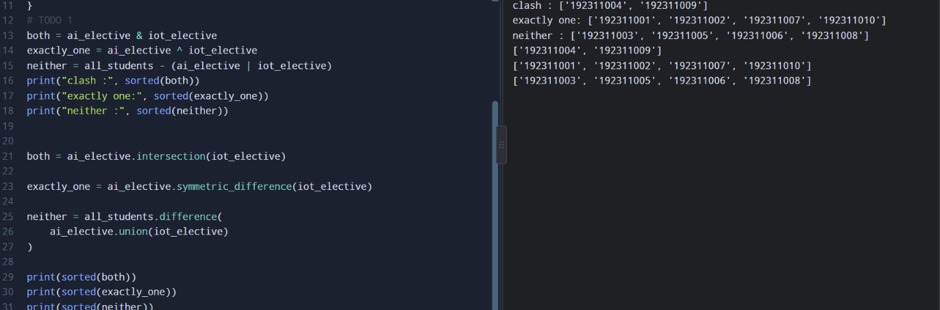 11 }
12 # TODO 1
13 both = ai_elective & iot_elective
14 exactly_one = ai_elective ^ iot_elective
15 neither = all_students - (ai_elective | iot_elective)
16 print("clash :", sorted(both))
17 print("exactly one:", sorted(exactly_one))
18 print("neither :", sorted(neither))
19
20
21 both = ai_elective.intersection(iot_elective)
22
23 exactly_one = ai_elective.symmetric_difference(iot_elective)
24
25 neither = all_students.difference(
26     ai_elective.union(iot_elective)
27 )
28
29 print(sorted(both))
30 print(sorted(exactly_one))
31 print(sorted(neither))
clash : ['192311004', '192311009']
exactly one: ['192311001', '192311002', '192311007', '192311010']
neither : ['192311003', '192311005', '192311006', '192311008']
['192311004', '192311009']
['192311001', '192311002', '192311007', '192311010']
['192311003', '192311005', '192311006', '192311008']